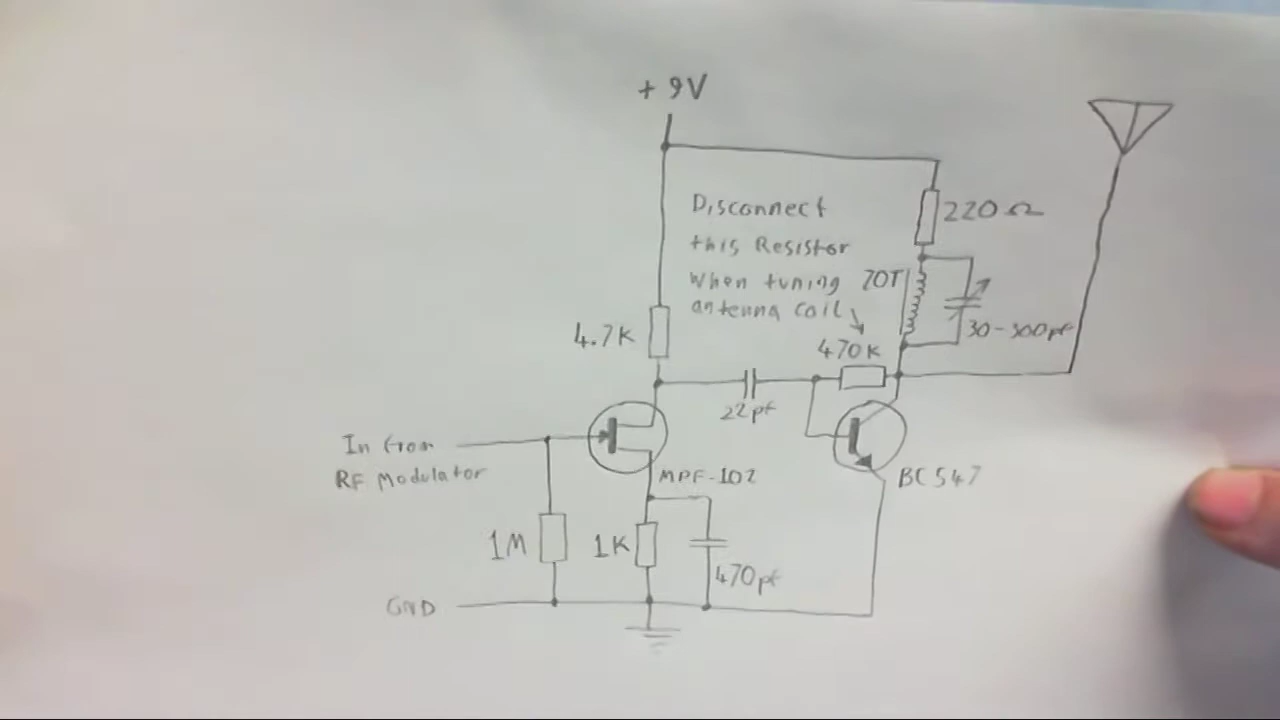 + 9V
Disconnect
this Resistor
When tuning
antenna coil
220 Ω
70T
30-300pf
4.7K
470K
22pf
In from
RF Modulator
MPF-102
BC547
1M
1K
470pf
GND